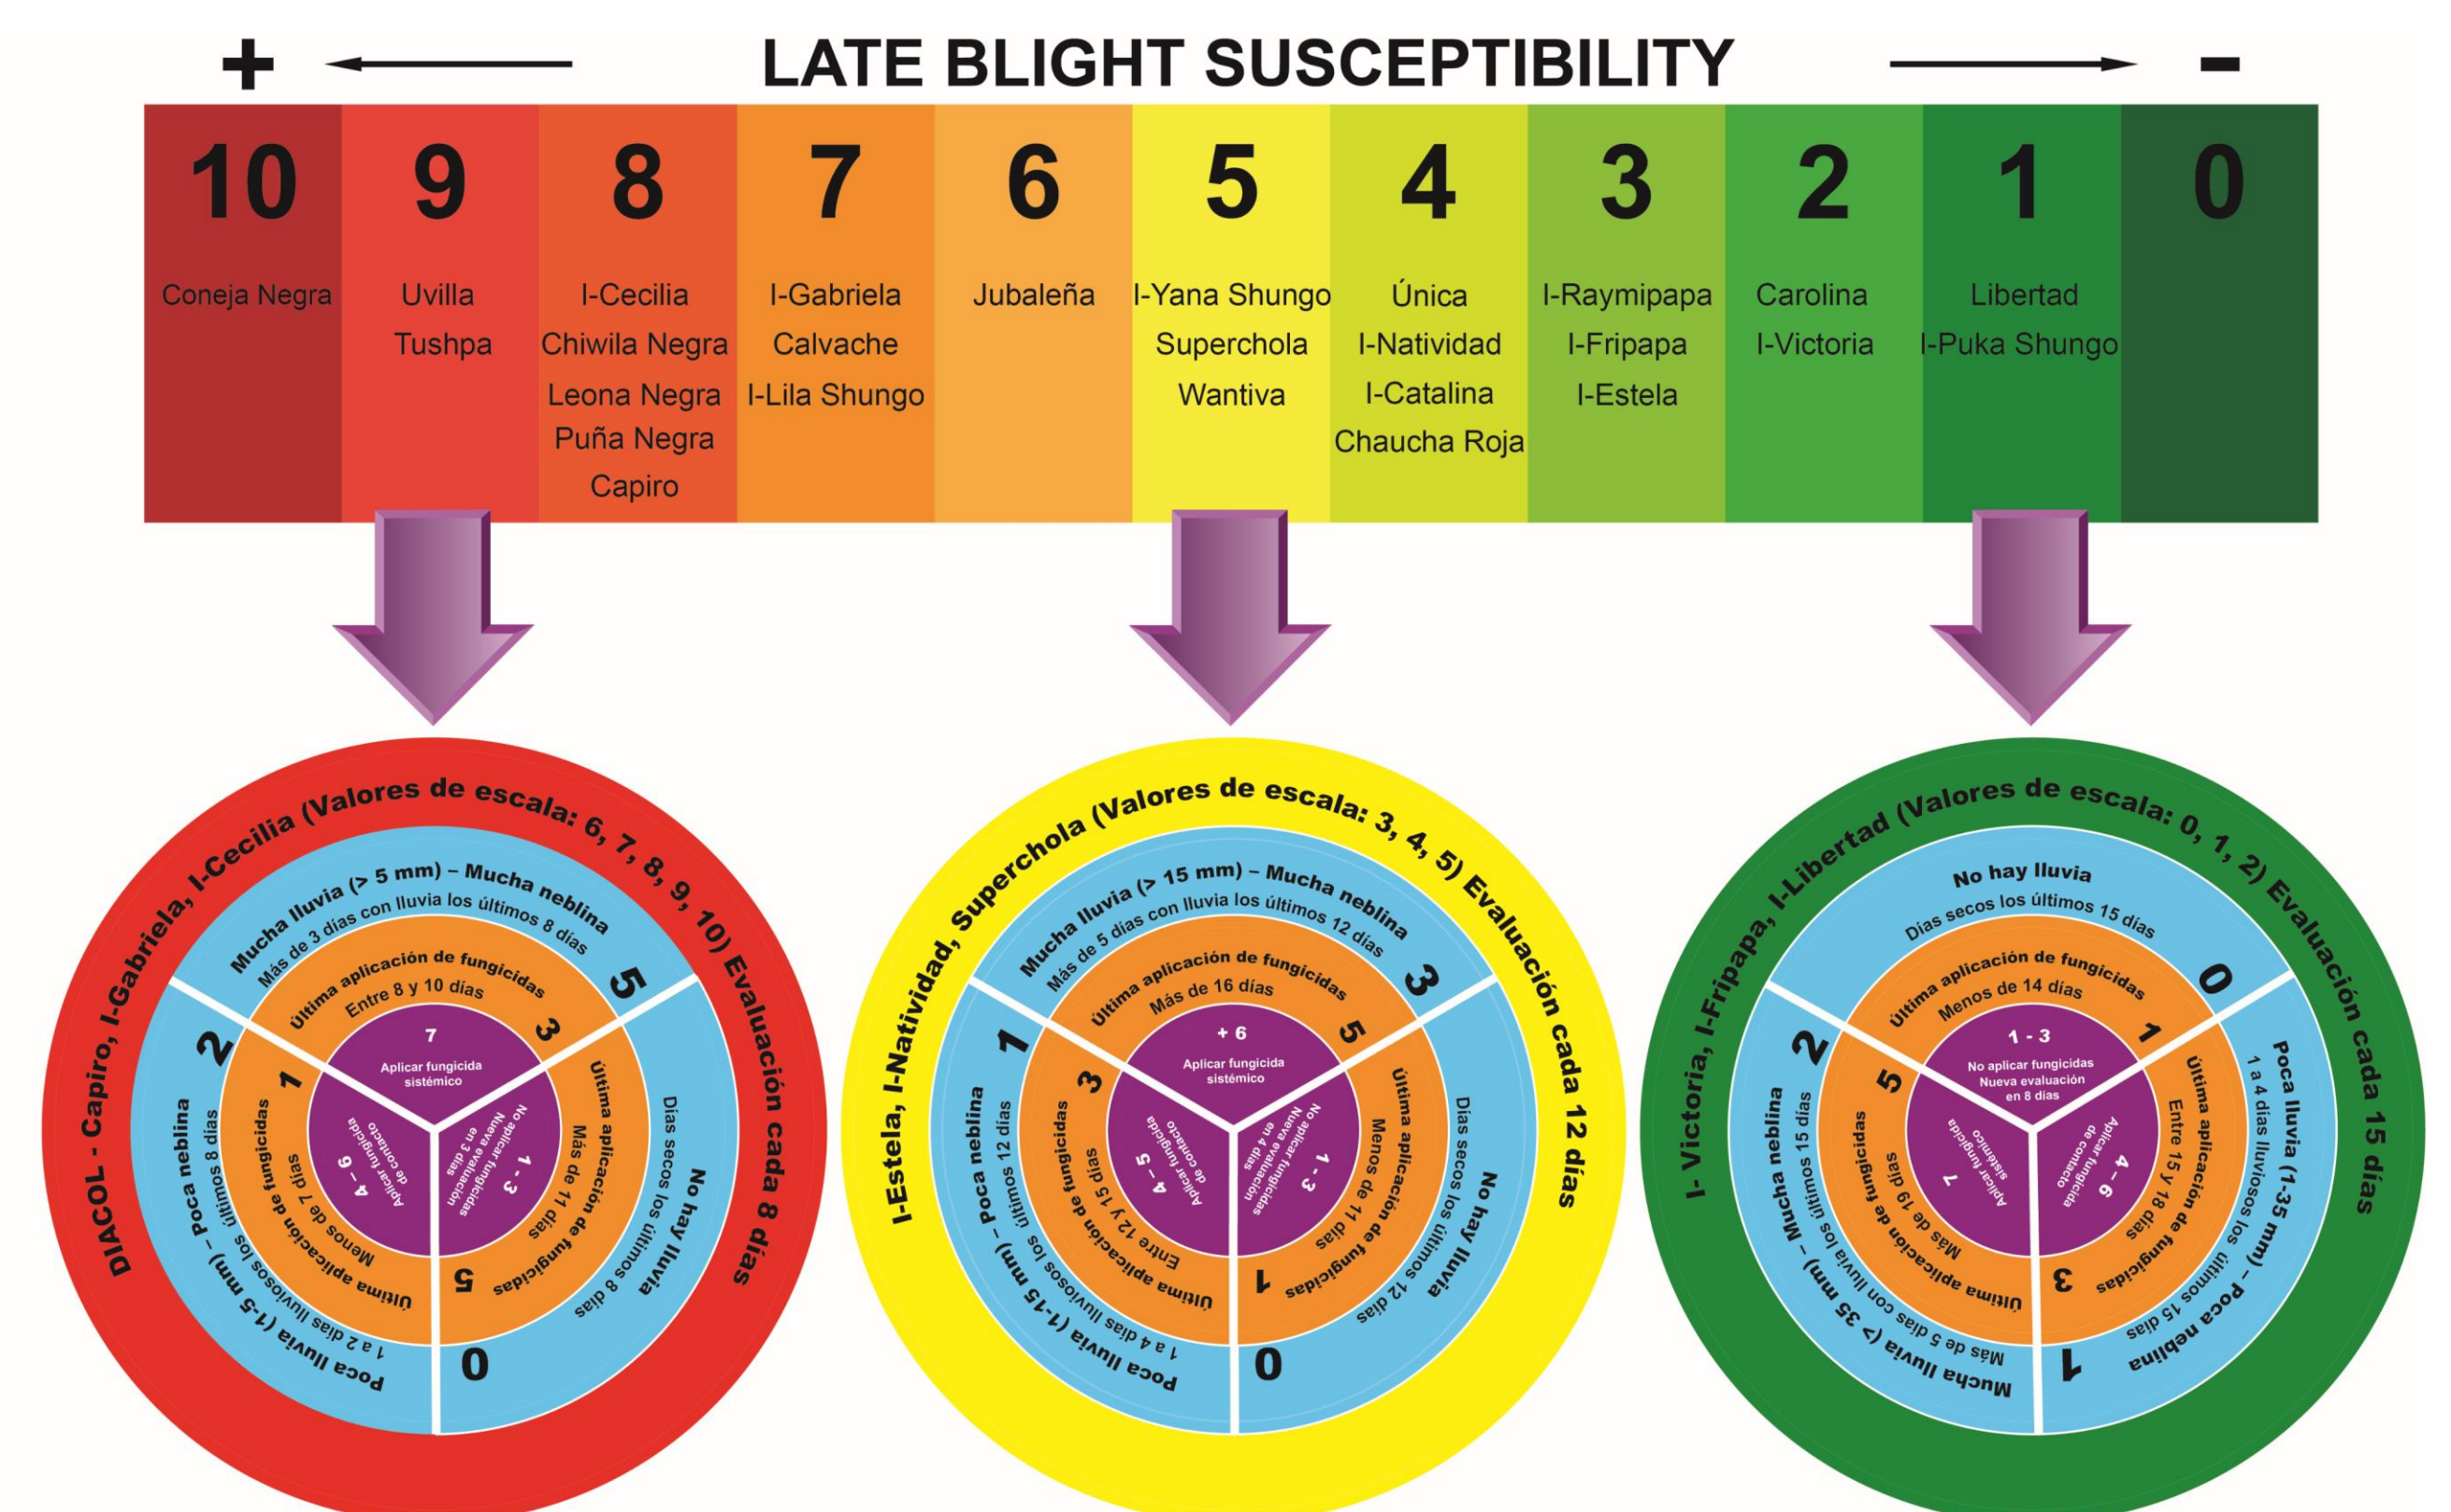 + LATE BLIGHT SUSCEPTIBILITY -
10 9 8 7 6 5 4 3 2 1 0
Coneja Negra
Uvilla
Tushpa
I-Cecilia
Chiwila Negra
Leona Negra
Puña Negra
Capiro
I-Gabriela
Calvache
I-Lila Shungo
Jubaleña
I-Yana Shungo
Superchola
Wantiva
Única
I-Natividad
I-Catalina
Chaucha Roja
I-Raymipapa
I-Fripapa
I-Estela
Carolina
I-Victoria
Libertad
I-Puka Shungo
DIACOL - Capiro, I-Gabriela, I-Cecilia (Valores de escala: 6, 7, 8, 9, 10) Evaluación cada 8 días
Mucha lluvia (> 5 mm) – Mucha neblina
Más de 3 días con lluvia los últimos 8 días
5
Última aplicación de fungicidas
Entre 8 y 10 días
3
7
Aplicar fungicida
sistémico
No hay lluvia
Días secos los últimos 8 días
0
Última aplicación de fungicidas
Más de 11 días
5
1 - 3
No aplicar fungicidas
Nueva evaluación
en 3 días
Poca lluvia (1-5 mm) – Poca neblina
1 a 2 días lluviosos los últimos 8 días
2
Última aplicación de fungicidas
Menos de 7 días
1
4 – 6
Aplicar fungicida
de contacto
I-Estela, I-Natividad, Superchola (Valores de escala: 3, 4, 5) Evaluación cada 12 días
Mucha lluvia (> 15 mm) – Mucha neblina
Más de 5 días con lluvia los últimos 12 días
3
Última aplicación de fungicidas
Más de 16 días
5
+ 6
Aplicar fungicida
sistémico
No hay lluvia
Días secos los últimos 12 días
0
Última aplicación de fungicidas
Menos de 11 días
1
1 - 3
No aplicar fungicidas
Nueva evaluación
en 4 días
Poca lluvia (1-15 mm) – Poca neblina
1 a 4 días lluviosos los últimos 12 días
1
Última aplicación de fungicidas
Entre 12 y 15 días
3
4 – 5
Aplicar fungicida
de contacto
I- Victoria, I-Fripapa, I-Libertad (Valores de escala: 0, 1, 2) Evaluación cada 15 días
No hay lluvia
Días secos los últimos 15 días
0
Última aplicación de fungicidas
Menos de 14 días
1
1 - 3
No aplicar fungicidas
Nueva evaluación
en 8 días
Poca lluvia (1-35 mm) – Poca neblina
1 a 4 días lluviosos los últimos 15 días
1
Última aplicación de fungicidas
Entre 15 y 18 días
3
4 – 6
Aplicar fungicida
de contacto
Mucha lluvia (> 35 mm) – Mucha neblina
Más de 5 días con lluvia los últimos 15 días
2
Última aplicación de fungicidas
Más de 19 días
5
7
Aplicar fungicida
sistémico